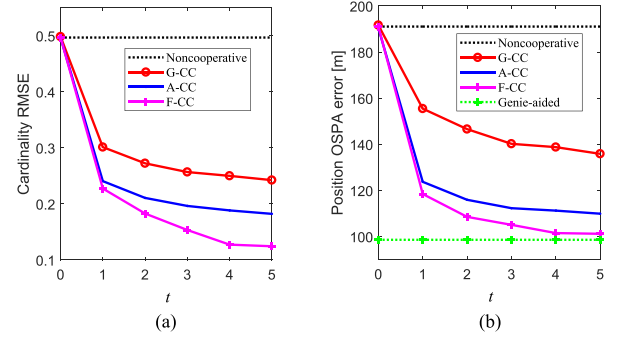 0.5
0.4
0.3
0.2
0.1
Cardinality RMSE
Noncooperative
G-CC
A-CC
F-CC
0 1 2 3 4 5
t
(a)
200
180
160
140
120
100
Position OSPA error [m]
Noncooperative
G-CC
A-CC
F-CC
Genie-aided
0 1 2 3 4 5
t
(b)